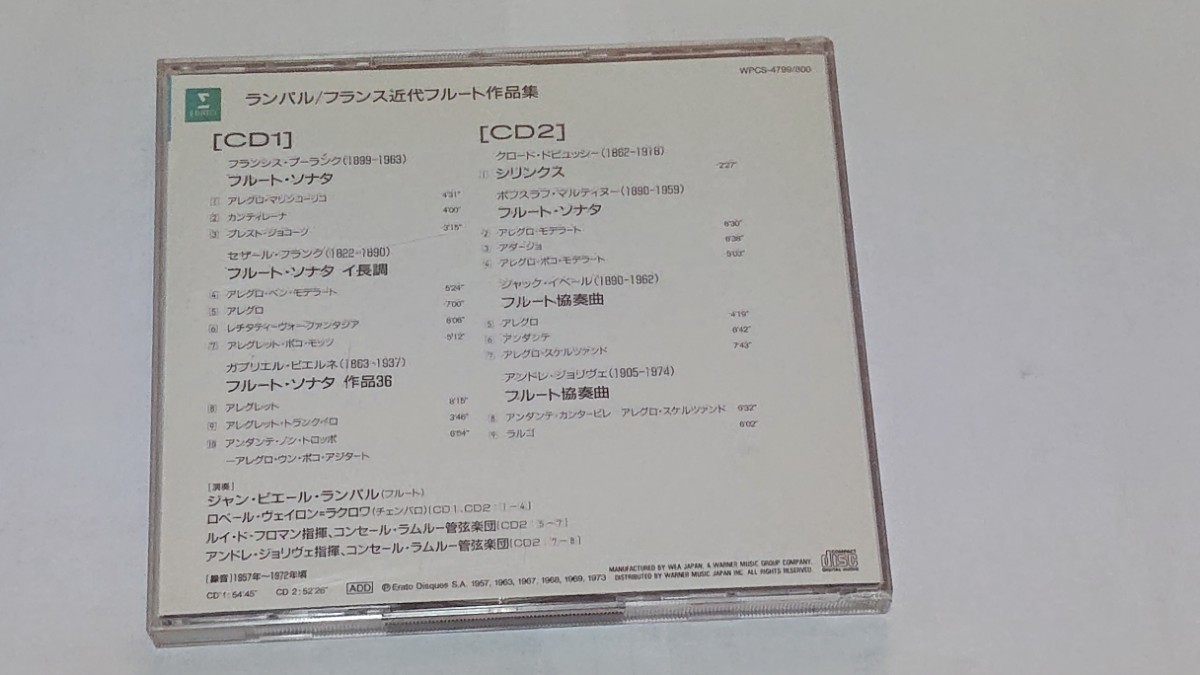 WPCS-4799/800
ERATO
ランパル/フランス近代フルート作品集
[CD1]
フランシス・プーランク(1899-1963)
フルート・ソナタ
1 アレグロ・マリンコーリコ 4'31"
2 カンティレーナ 4'00"
3 プレスト・ジョコーソ 3'15"
セザール・フランク(1822-1890)
フルート・ソナタ イ長調
4 アレグロ・ベン・モデラート 5'24"
5 アレグロ 7'00"
6 レチタティーヴォ・ファンタジア 6'06"
7 アレグレット・ポコ・モッソ 5'12"
ガブリエル・ピエルネ(1863-1937)
フルート・ソナタ 作品36
8 アレグレット 8'15"
9 アレグレット・トランクイロ 3'46"
10 アンダンテ・ノン・トロッポ 6'54"
—アレグロ・ウン・ポコ・アジタート
[CD2]
クロード・ドビュッシー(1862-1918)
1 シリンクス 2'27"
ボフスラフ・マルティヌー(1890-1959)
フルート・ソナタ
2 アレグロ・モデラート 6'30"
3 アダージョ 6'36"
4 アレグロ・ポコ・モデラート 5'03"
ジャック・イベール(1890-1962)
フルート協奏曲
5 アレグロ 4'19"
6 アンダンテ 6'42"
7 アレグロ・スケルツァンド 7'43"
アンドレ・ジョリヴェ(1905-1974)
フルート協奏曲
8 アンダンテ・カンタービレ アレグロ・スケルツァンド 6'32"
9 ラルゴ 6'02"
[演奏]
ジャン・ピエール・ランパル(フルート)
ロベール・ヴェイロン=ラクロワ(チェンバロ)[CD1、CD2:1-4]
ルイ・ド・フロマン指揮、コンセール・ラムルー管弦楽団[CD2:5-7]
アンドレ・ジョリヴェ指揮、コンセール・ラムルー管弦楽団[CD2:7-8]
[録音]1957年〜1972年頃
CD 1:54'45" CD 2:52'26" ADD ℗ Erato Disques S.A. 1957, 1963, 1967, 1968, 1969, 1973
MANUFACTURED BY WEA JAPAN, A WARNER MUSIC GROUP COMPANY.
DISTRIBUTED BY WARNER MUSIC JAPAN INC. ALL RIGHTS RESERVED.
COMPACT disc DIGITAL AUDIO